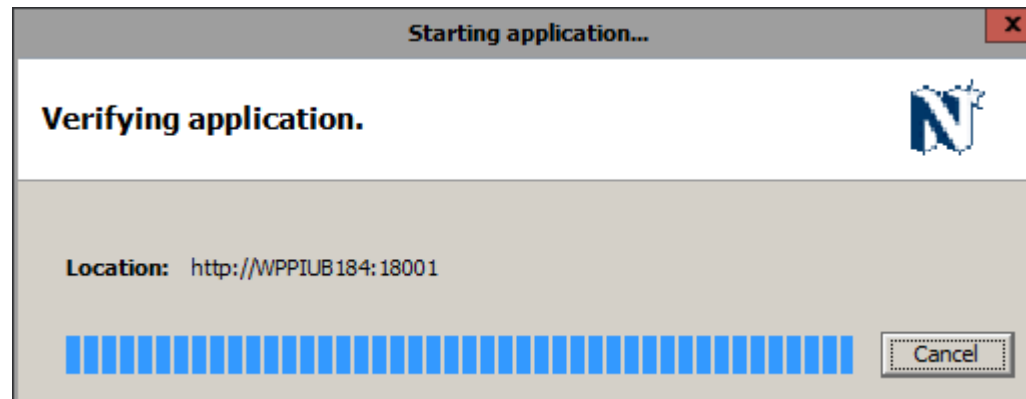 Starting application...
x
Verifying application.
N
Location: http://WPPIUB184:18001
Cancel